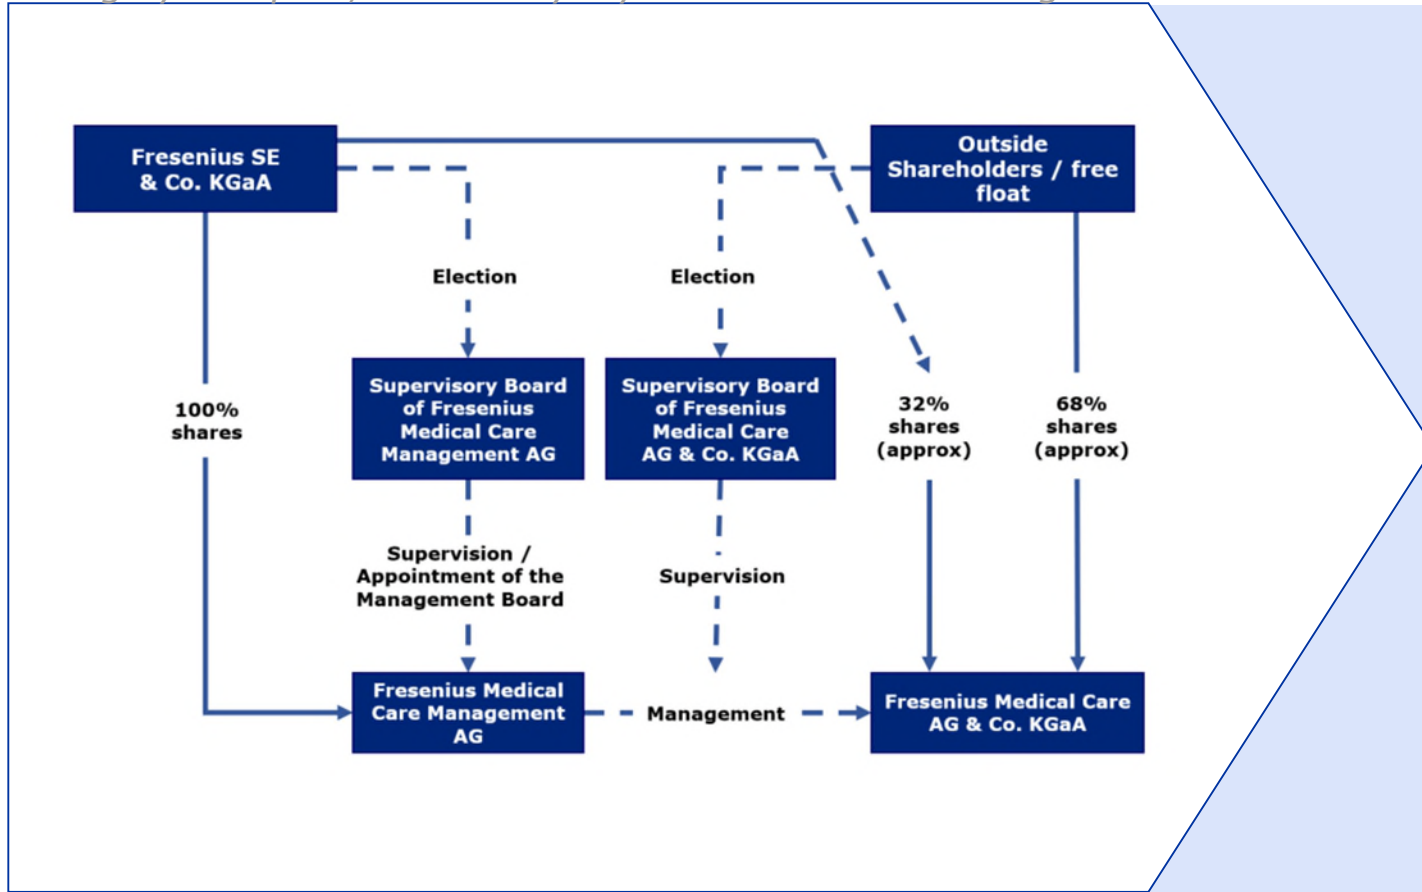 Fresenius SE
& Co. KGaA
Outside
Shareholders / free
float
Election
Election
100%
shares
Supervisory Board
of Fresenius
Medical Care
Management AG
Supervisory Board
of Fresenius
Medical Care
AG & Co. KGaA
32%
shares
(approx)
68%
shares
(approx)
Supervision /
Appointment of the
Management Board
Supervision
Fresenius Medical
Care Management
AG
Management
Fresenius Medical Care
AG & Co. KGaA